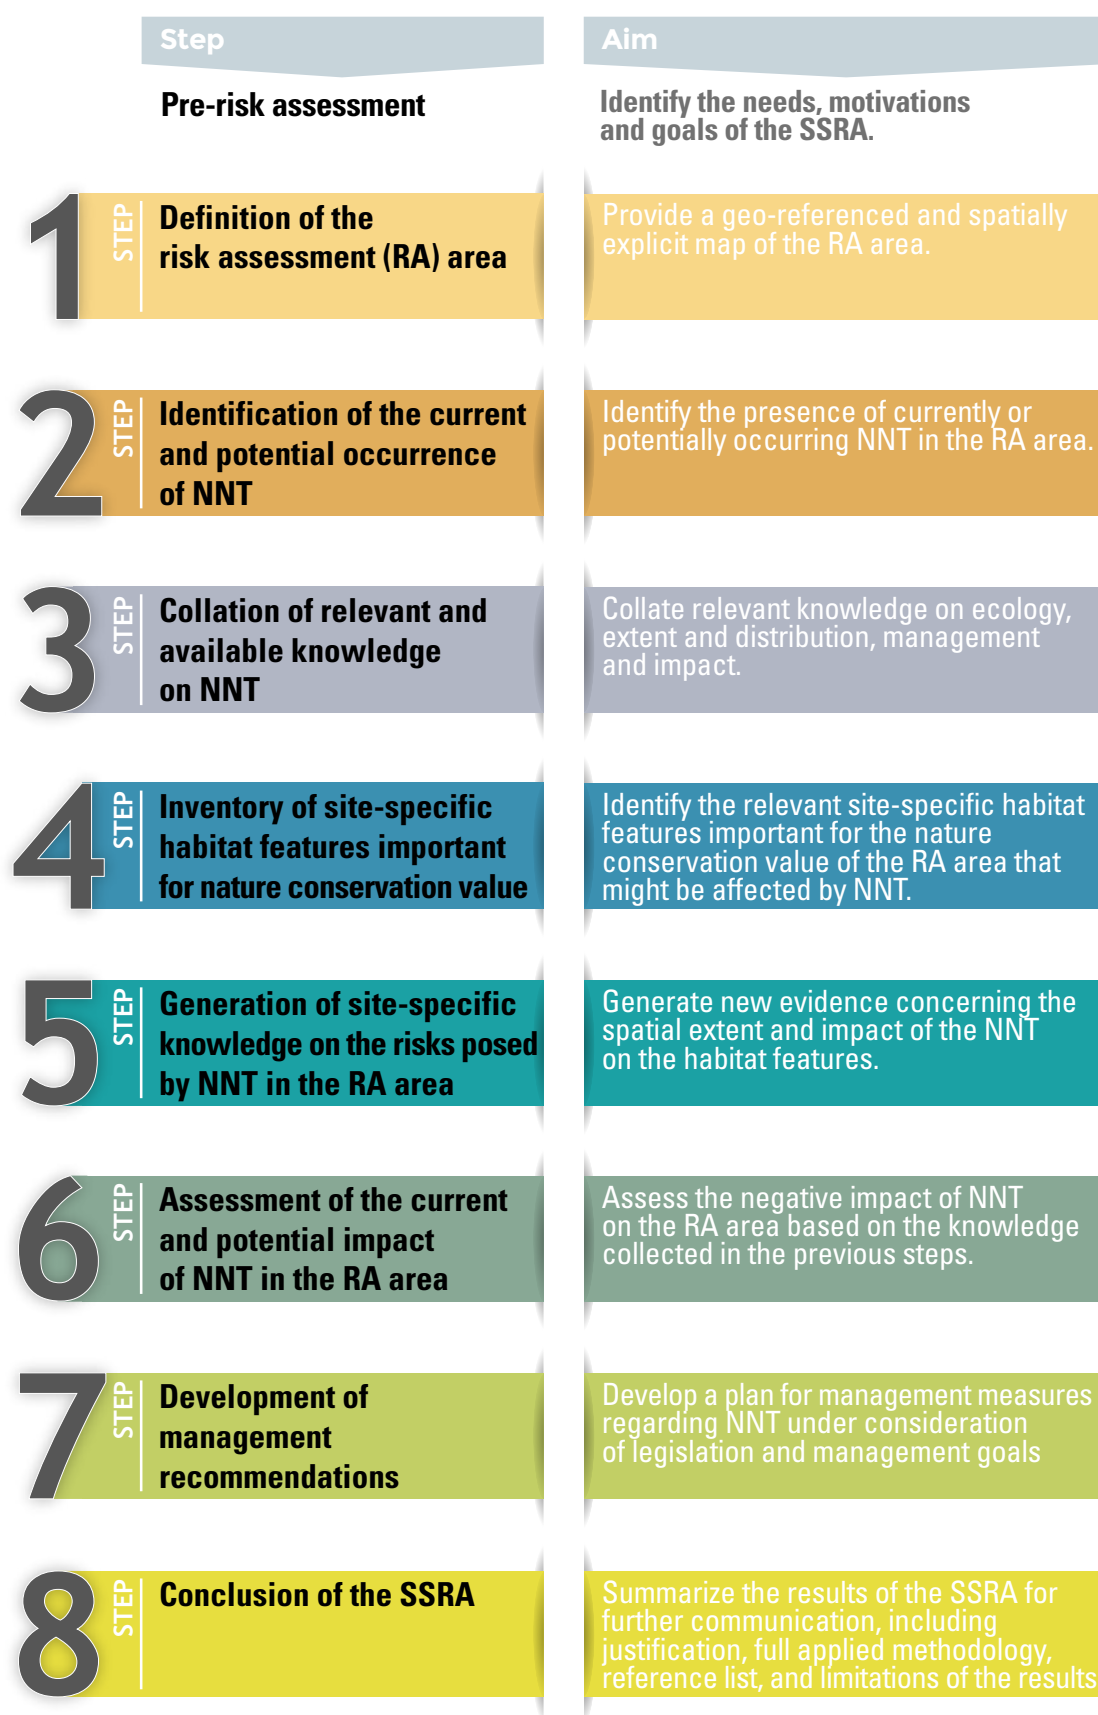 Step
Aim
Pre-risk assessment
Identify the needs, motivations
and goals of the SSRA.
1
STEP
Definition of the
risk assessment (RA) area
Provide a geo-referenced and spatially
explicit map of the RA area.
2
STEP
Identification of the current
and potential occurrence
of NNT
Identify the presence of currently or
potentially occurring NNT in the RA area.
3
STEP
Collation of relevant and
available knowledge
on NNT
Collate relevant knowledge on ecology,
extent and distribution, management
and impact.
4
STEP
Inventory of site-specific
habitat features important
for nature conservation value
Identify the relevant site-specific habitat
features important for the nature
conservation value of the RA area that
might be affected by NNT.
5
STEP
Generation of site-specific
knowledge on the risks posed
by NNT in the RA area
Generate new evidence concerning the
spatial extent and impact of the NNT
on the habitat features.
6
STEP
Assessment of the current
and potential impact
of NNT in the RA area
Assess the negative impact of NNT
on the RA area based on the knowledge
collected in the previous steps.
7
STEP
Development of
management
recommendations
Develop a plan for management measures
regarding NNT under consideration
of legislation and management goals
8
STEP
Conclusion of the SSRA
Summarize the results of the SSRA for
further communication, including
justification, full applied methodology,
reference list, and limitations of the results